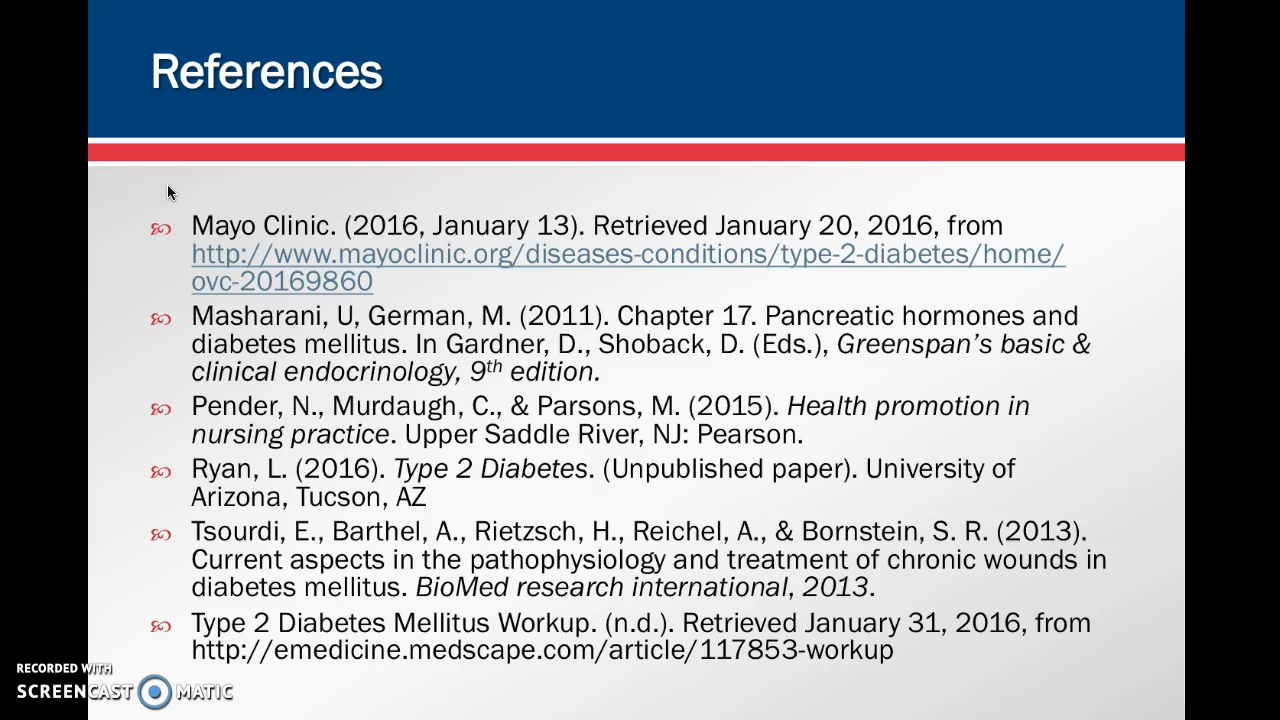 References
Mayo Clinic. (2016, January 13). Retrieved January 20, 2016, from
http://www.mayoclinic.org/diseases-conditions/type-2-diabetes/home/
ovc-20169860
Masharani, U, German, M. (2011). Chapter 17. Pancreatic hormones and
diabetes mellitus. In Gardner, D., Shoback, D. (Eds.), Greenspan’s basic &
clinical endocrinology, 9th edition.
Pender, N., Murdaugh, C., & Parsons, M. (2015). Health promotion in
nursing practice. Upper Saddle River, NJ: Pearson.
Ryan, L. (2016). Type 2 Diabetes. (Unpublished paper). University of
Arizona, Tucson, AZ
Tsourdi, E., Barthel, A., Rietzsch, H., Reichel, A., & Bornstein, S. R. (2013).
Current aspects in the pathophysiology and treatment of chronic wounds in
diabetes mellitus. BioMed research international, 2013.
Type 2 Diabetes Mellitus Workup. (n.d.). Retrieved January 31, 2016, from
http://emedicine.medscape.com/article/117853-workup
RECORDED WITH
SCREENCAST MATIC